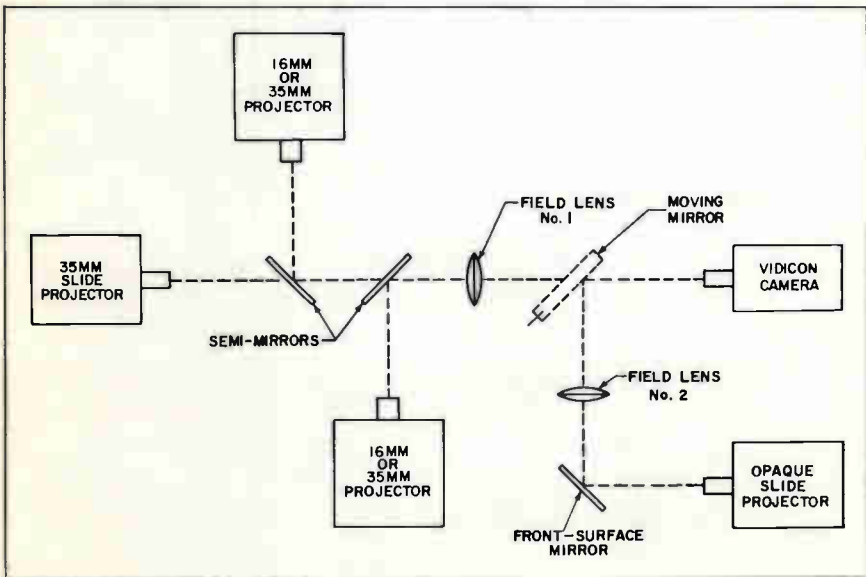 16MM
OR
35MM
PROJECTOR
35MM
SLIDE
PROJECTOR
SEMI-MIRRORS
16MM
OR
35MM
PROJECTOR
FIELD LENS
No. 1
MOVING
MIRROR
VIDICON
CAMERA
FIELD LENS
No. 2
FRONT-SURFACE
MIRROR
OPAQUE
SLIDE
PROJECTOR